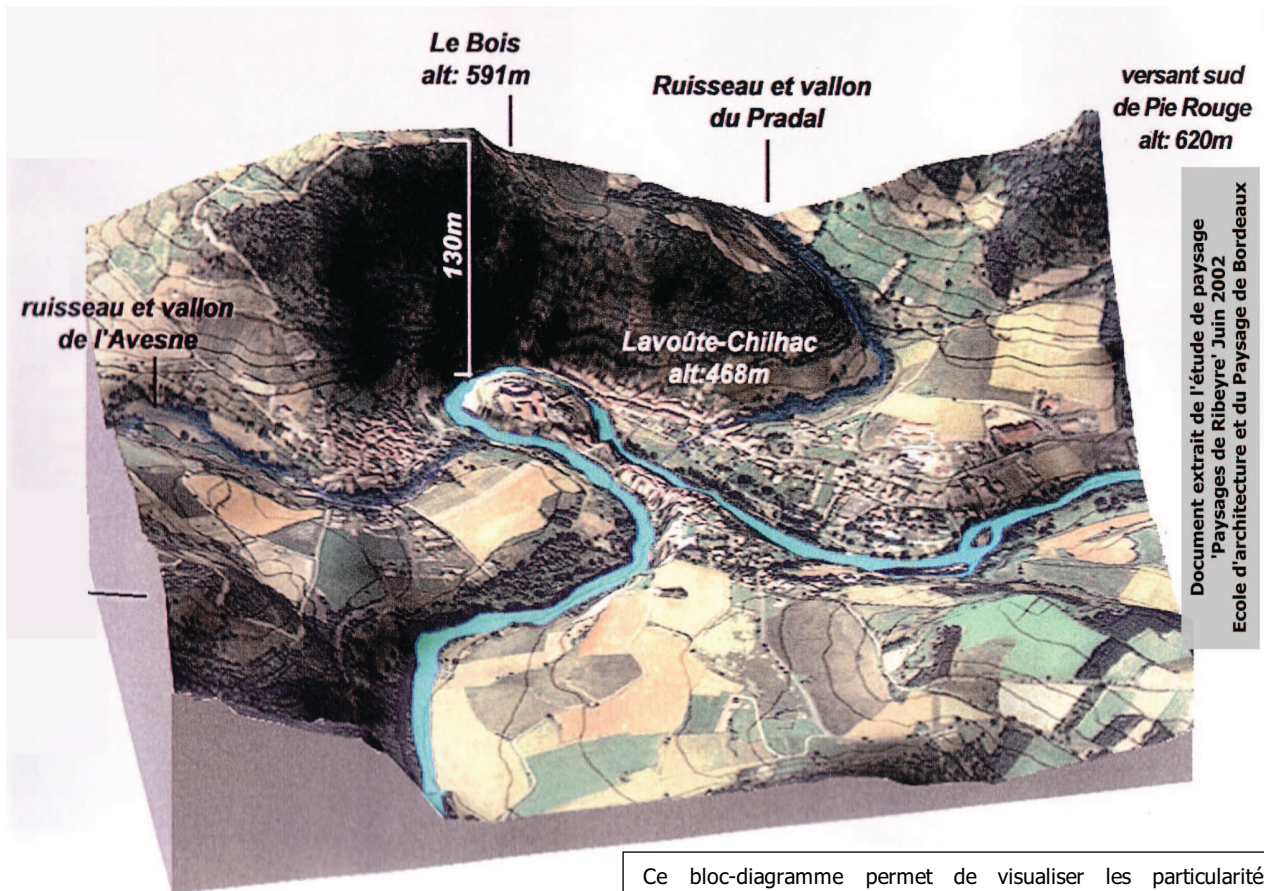 Le Bois
alt: 591m
Ruisseau et vallon
du Pradal
versant sud
de Pie Rouge
alt: 620m
130m
ruisseau et vallon
de l'Avesne
Lavoûte-Chilhac
alt:468m
Document extrait de l'étude de paysage
'Paysages de Ribeyre' Juin 2002
Ecole d'architecture et du Paysage de Bordeaux
Ce bloc-diagramme permet de visualiser les particularité